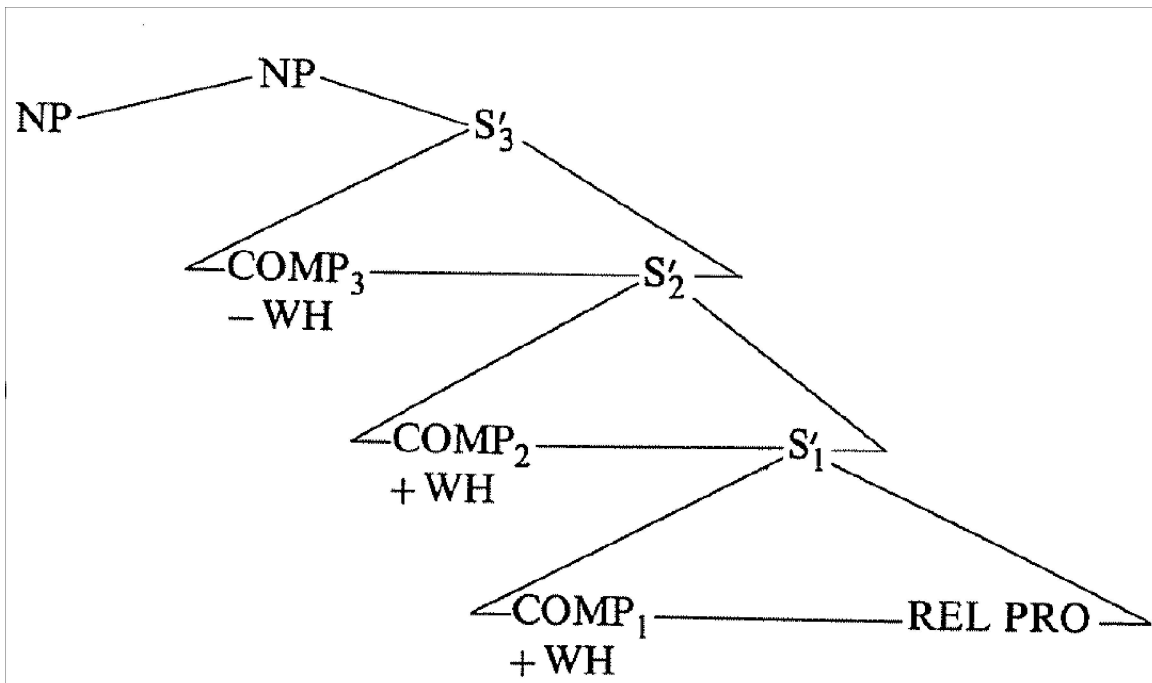 NP
NP
S′3
COMP3
S′2
– WH
COMP2
S′1
+ WH
COMP1
REL PRO
+ WH